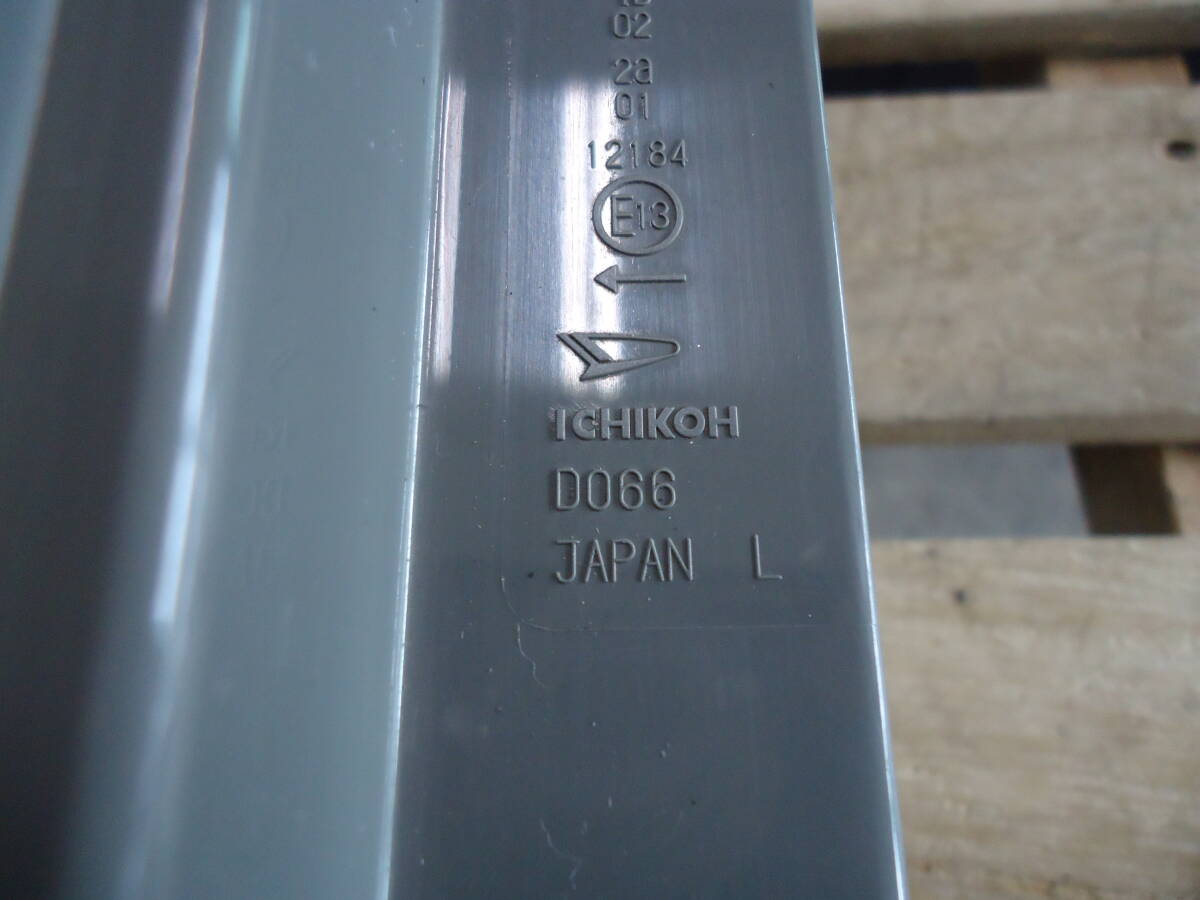 02
2a
01
12184
E13
ICHIKOH
D066
JAPAN L